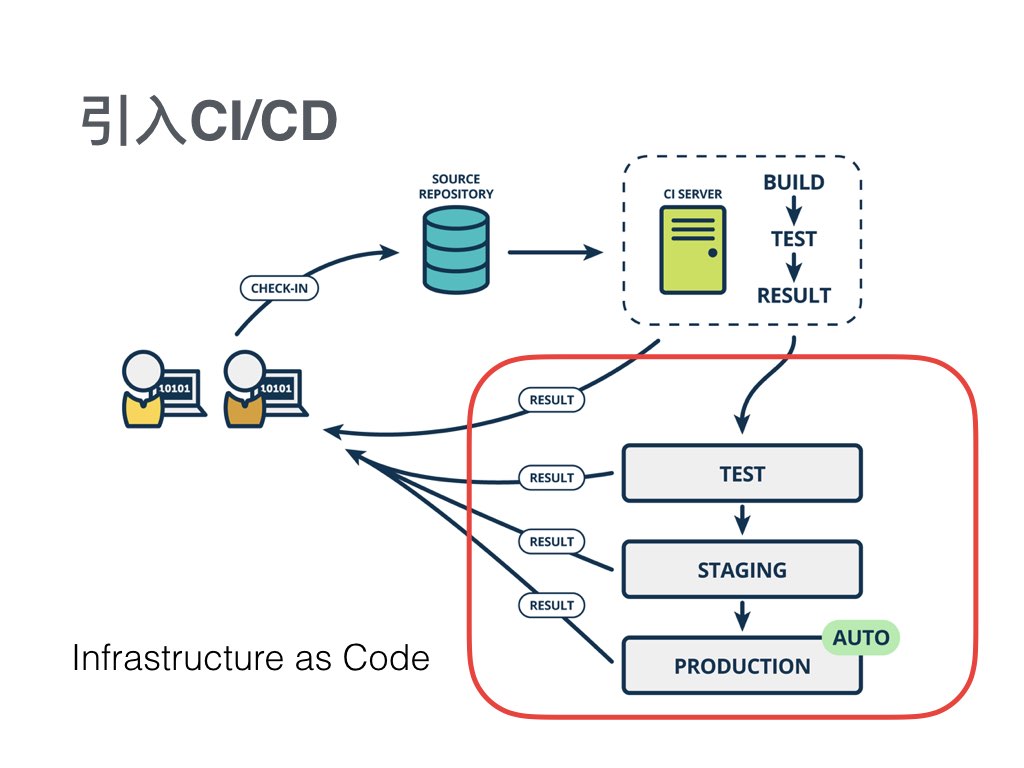 引入CI/CD
SOURCE
REPOSITORY
CI SERVER
BUILD
TEST
RESULT
CHECK-IN
10101
10101
RESULT
RESULT
RESULT
RESULT
TEST
STAGING
AUTO
PRODUCTION
Infrastructure as Code